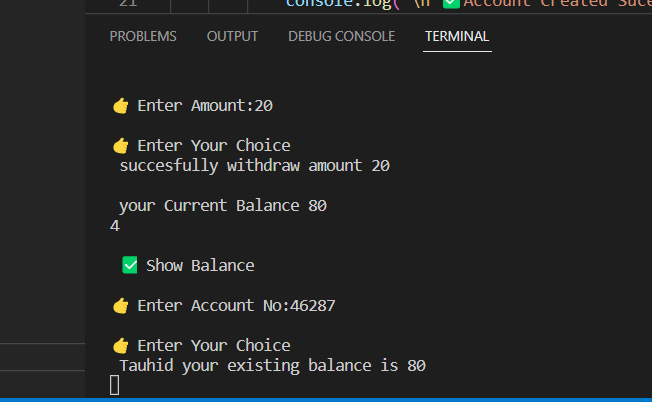 21 console.log( `\n ✅Account Created Suce
PROBLEMS OUTPUT DEBUG CONSOLE TERMINAL
👉 Enter Amount:20
👉 Enter Your Choice
succesfully withdraw amount 20
your Current Balance 80
4
✅ Show Balance
👉 Enter Account No:46287
👉 Enter Your Choice
Tauhid your existing balance is 80